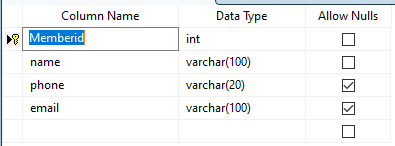 Column Name Data Type Allow Nulls
Memberid int
name varchar(100)
phone varchar(20)
email varchar(100)